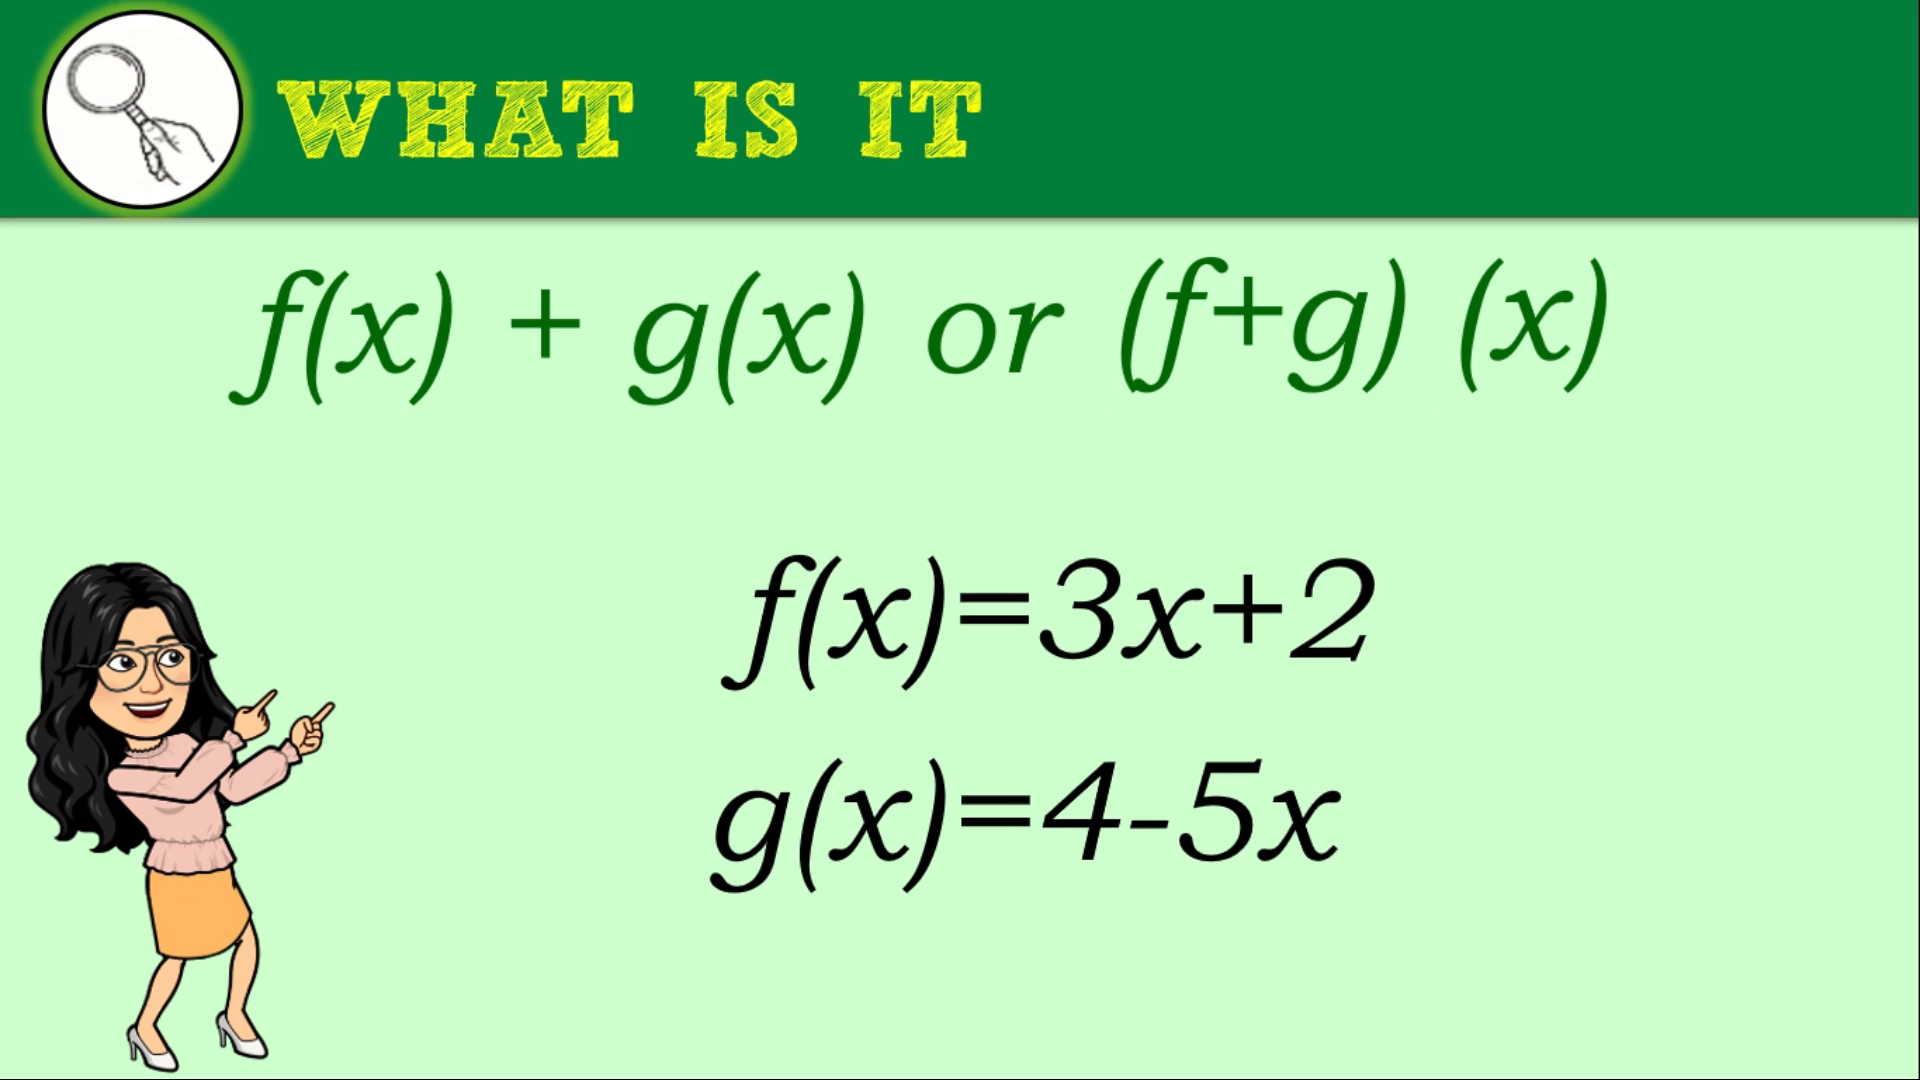 WHAT IS IT
f(x) + g(x) or (f+g) (x)
f(x)=3x+2
g(x)=4-5x